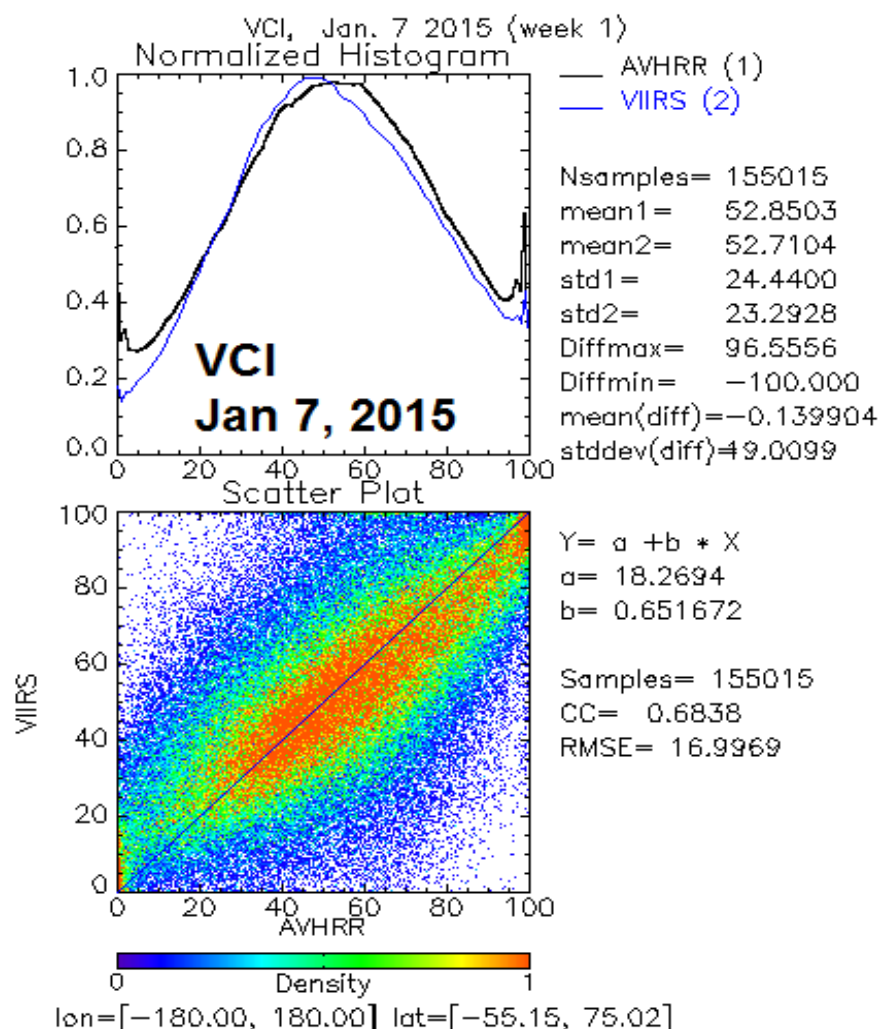 VCI, Jan. 7 2015 (week 1)
Normalized Histogram
AVHRR (1)
VIIRS (2)
1.0
0.8
0.6
0.4
0.2
0.0
0 20 40 60 80 100
VCI
Jan 7, 2015
Nsamples= 155015
mean1= 52.8503
mean2= 52.7104
std1= 24.4400
std2= 23.2928
Diffmax= 96.5556
Diffmin= -100.000
mean(diff)=-0.139904
stddev(diff)=49.0099
Scatter Plot
100
80
60
40
20
0
VIIRS
0 20 40 60 80 100
AVHRR
Y= a +b * X
a= 18.2694
b= 0.651672
Samples= 155015
CC= 0.6838
RMSE= 16.9969
0 Density 1
lon=[-180.00, 180.00] lat=[-55.15, 75.02]